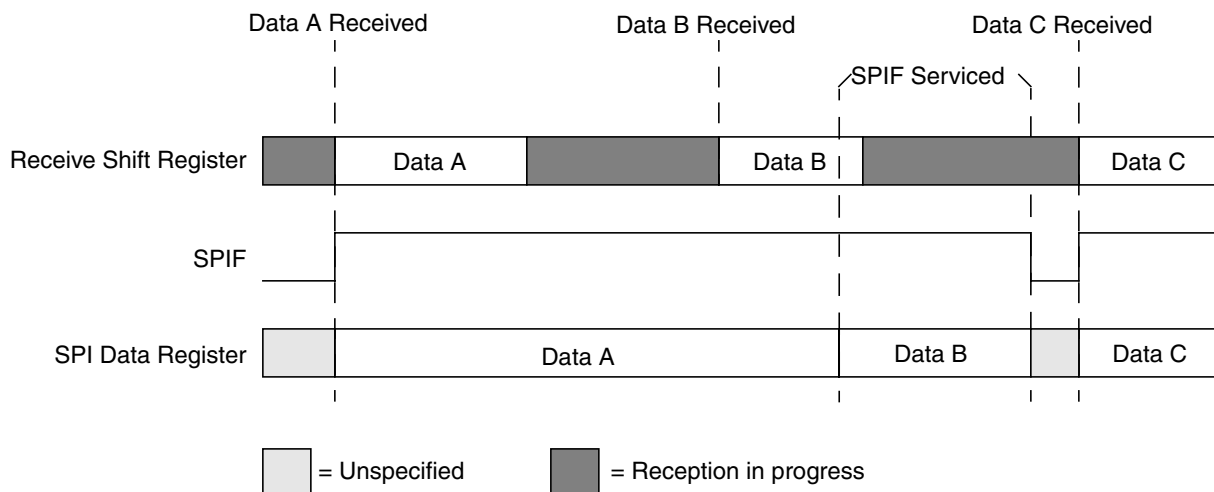 Data A Received
Data B Received
Data C Received
SPIF Serviced
Receive Shift Register
Data A
Data B
Data C
SPIF
SPI Data Register
Data A
Data B
Data C
= Unspecified
= Reception in progress